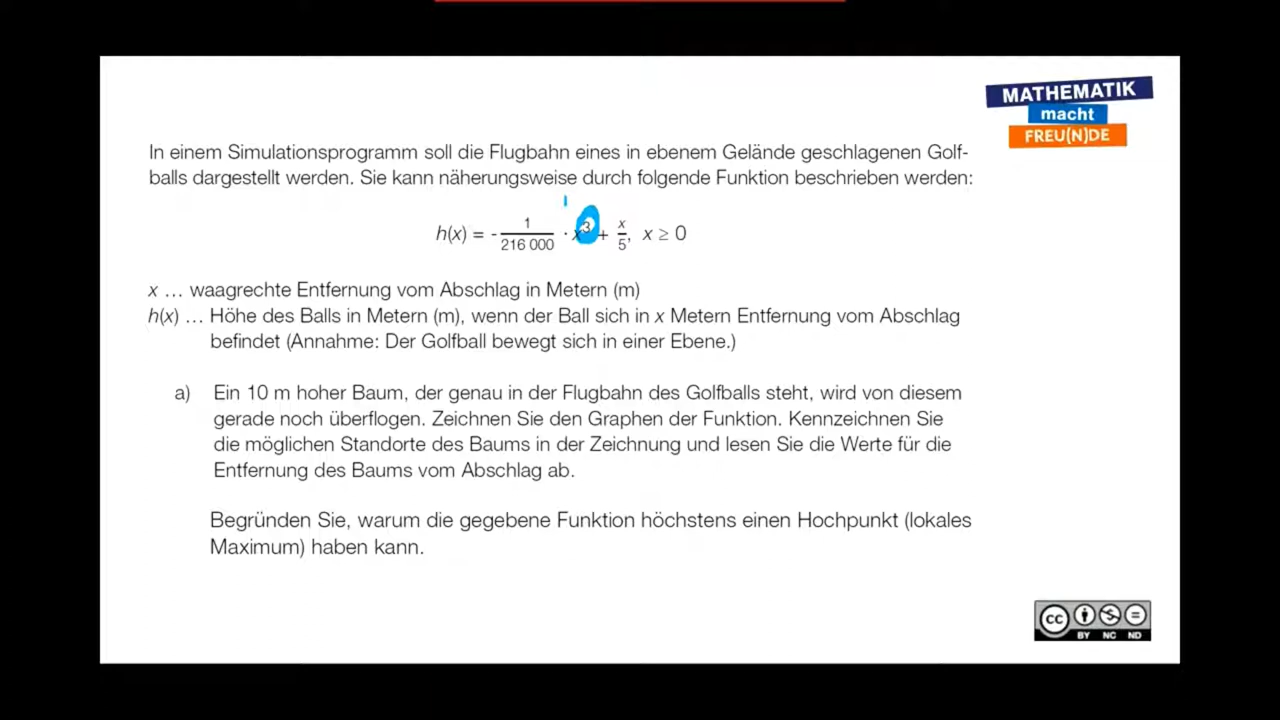 MATHEMATIK
macht
FREU(N)DE
In einem Simulationsprogramm soll die Flugbahn eines in ebenem Gelände geschlagenen Golf-
balls dargestellt werden. Sie kann näherungsweise durch folgende Funktion beschrieben werden:
h(x) = - 1/216 000 · x³ + x/5, x ≥ 0
x … waagrechte Entfernung vom Abschlag in Metern (m)
h(x) … Höhe des Balls in Metern (m), wenn der Ball sich in x Metern Entfernung vom Abschlag
befindet (Annahme: Der Golfball bewegt sich in einer Ebene.)
a) Ein 10 m hoher Baum, der genau in der Flugbahn des Golfballs steht, wird von diesem
gerade noch überflogen. Zeichnen Sie den Graphen der Funktion. Kennzeichnen Sie
die möglichen Standorte des Baums in der Zeichnung und lesen Sie die Werte für die
Entfernung des Baums vom Abschlag ab.
Begründen Sie, warum die gegebene Funktion höchstens einen Hochpunkt (lokales
Maximum) haben kann.
cc
BY NC ND